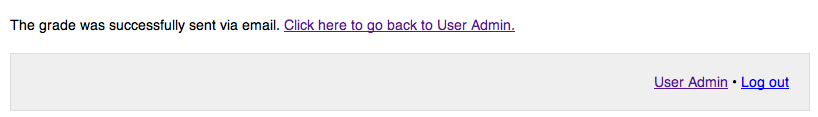 The grade was successfully sent via email. Click here to go back to User Admin.
User Admin • Log out